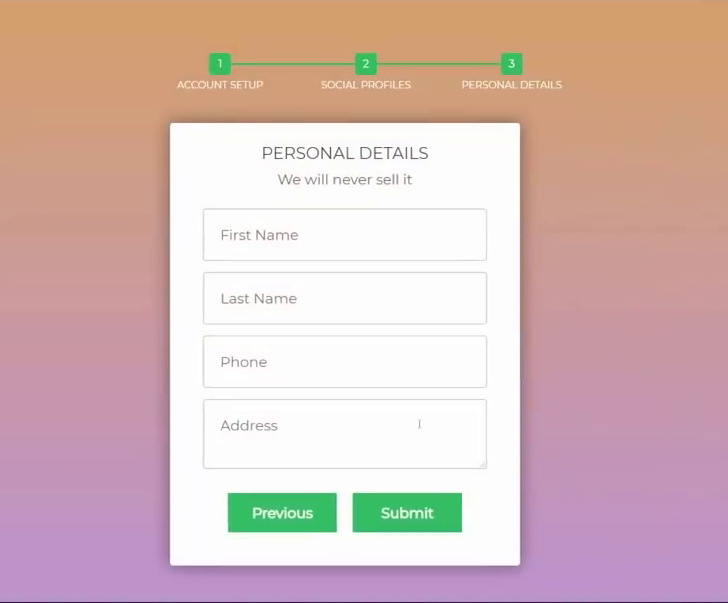 1 2 3
ACCOUNT SETUP SOCIAL PROFILES PERSONAL DETAILS
PERSONAL DETAILS
We will never sell it
First Name
Last Name
Phone
Address
Previous Submit